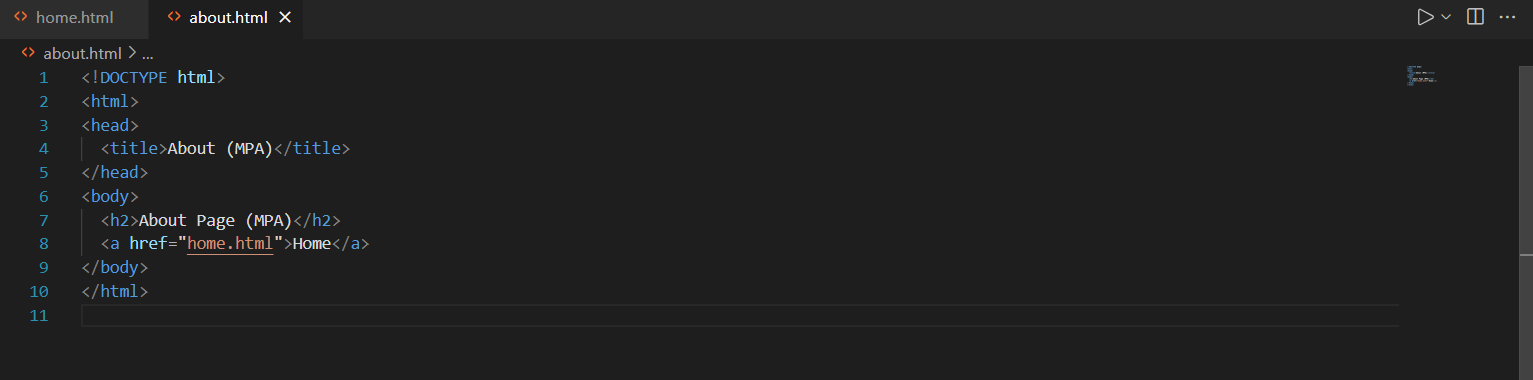 home.html
about.html
about.html > ...
1 <!DOCTYPE html>
2 <html>
3 <head>
4   <title>About (MPA)</title>
5 </head>
6 <body>
7   <h2>About Page (MPA)</h2>
8   <a href="home.html">Home</a>
9 </body>
10 </html>
11